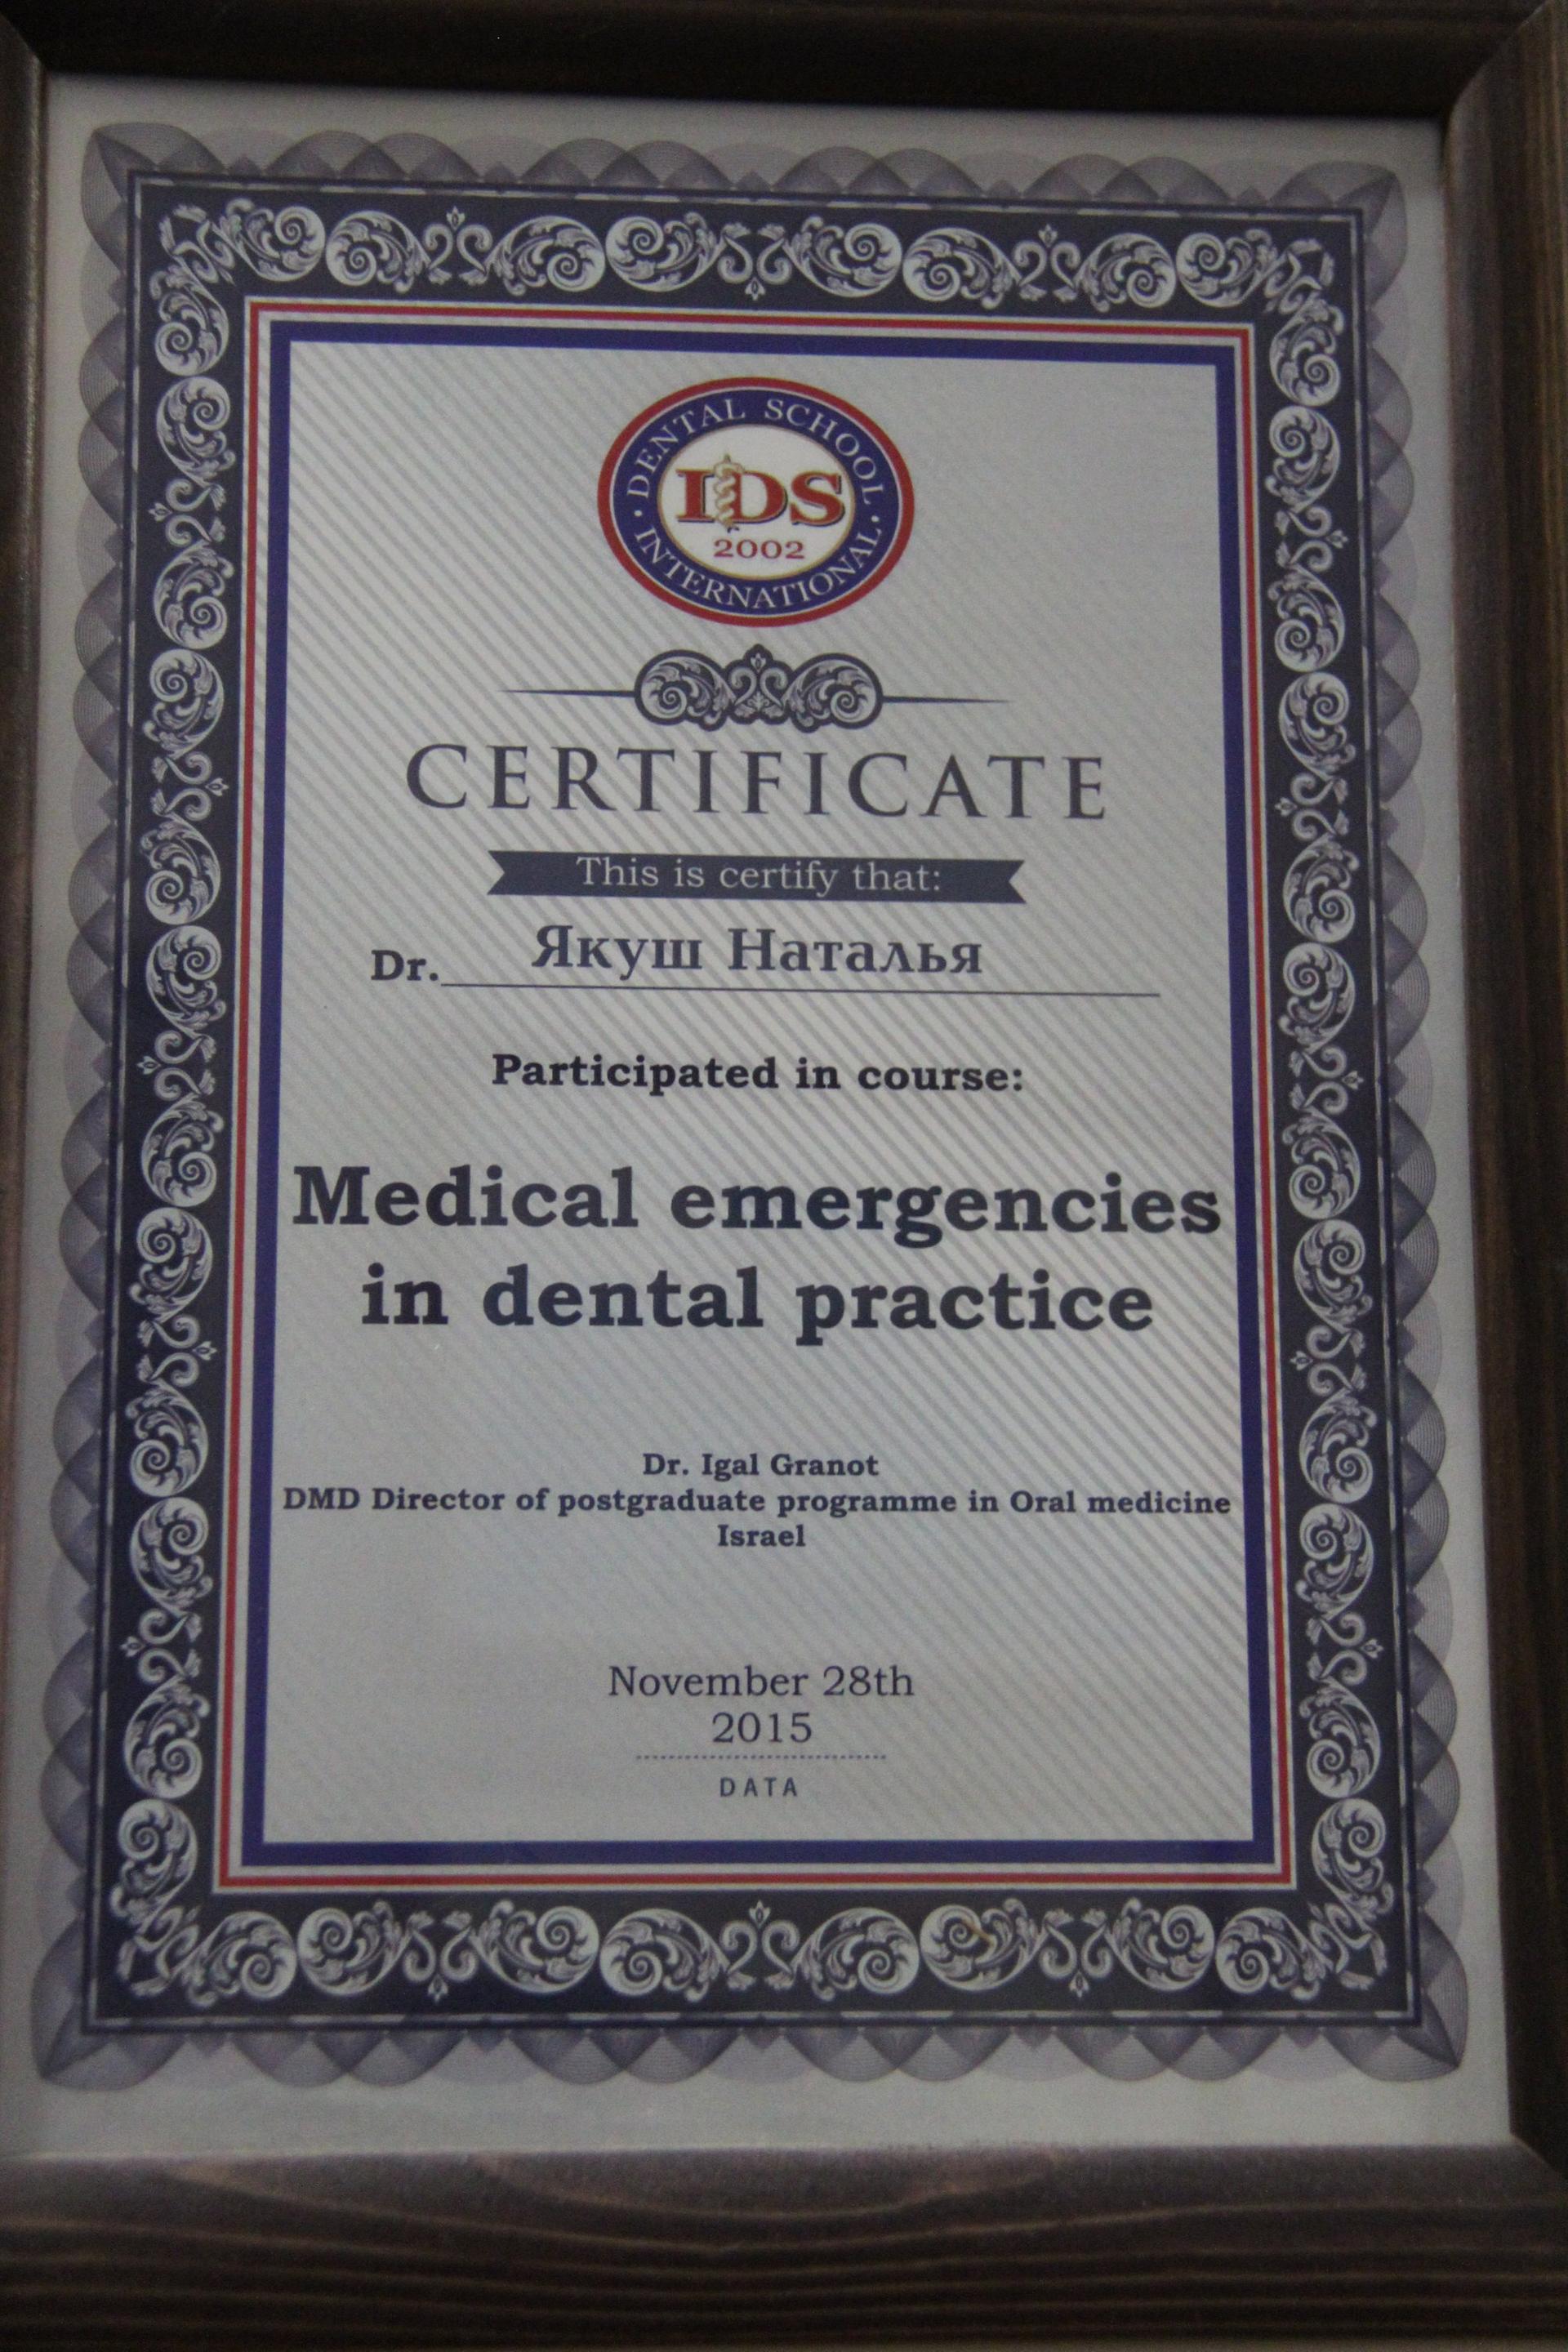 DENTAL SCHOOL
IDS
2002
INTERNATIONAL
CERTIFICATE
This is certify that:
Dr. Якуш Наталья
Participated in course:
Medical emergencies
in dental practice
Dr. Igal Granot
DMD Director of postgraduate programme in Oral medicine
Israel
November 28th
2015
DATA